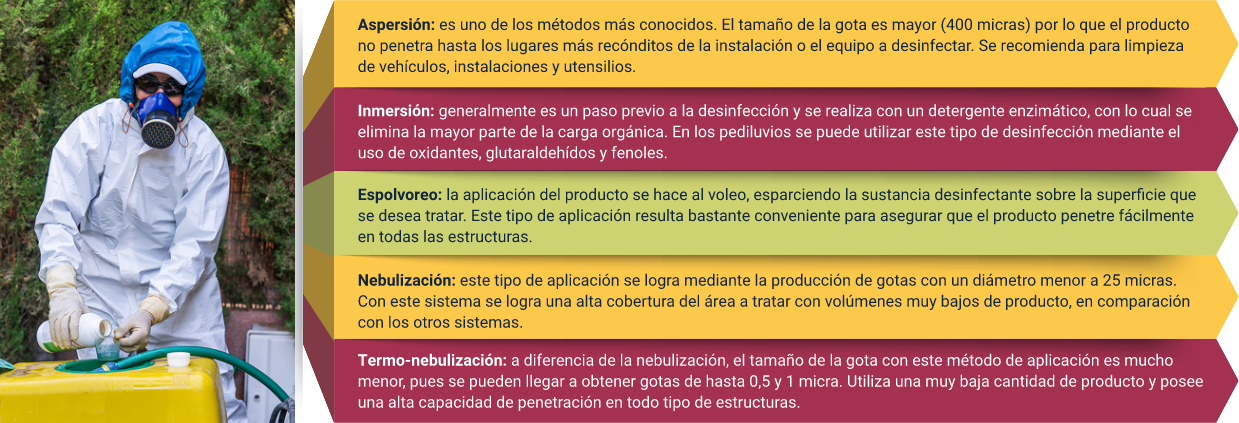 Aspersión: es uno de los métodos más conocidos. El tamaño de la gota es mayor (400 micras) por lo que el producto
no penetra hasta los lugares más recónditos de la instalación o el equipo a desinfectar. Se recomienda para limpieza
de vehículos, instalaciones y utensilios.
Inmersión: generalmente es un paso previo a la desinfección y se realiza con un detergente enzimático, con lo cual se
elimina la mayor parte de la carga orgánica. En los pediluvios se puede utilizar este tipo de desinfección mediante el
uso de oxidantes, glutaraldehídos y fenoles.
Espolvoreo: la aplicación del producto se hace al voleo, esparciendo la sustancia desinfectante sobre la superficie que
se desea tratar. Este tipo de aplicación resulta bastante conveniente para asegurar que el producto penetre fácilmente
en todas las estructuras.
Nebulización: este tipo de aplicación se logra mediante la producción de gotas con un diámetro menor a 25 micras.
Con este sistema se logra una alta cobertura del área a tratar con volúmenes muy bajos de producto, en comparación
con los otros sistemas.
Termo-nebulización: a diferencia de la nebulización, el tamaño de la gota con este método de aplicación es mucho
menor, pues se pueden llegar a obtener gotas de hasta 0,5 y 1 micra. Utiliza una muy baja cantidad de producto y posee
una alta capacidad de penetración en todo tipo de estructuras.